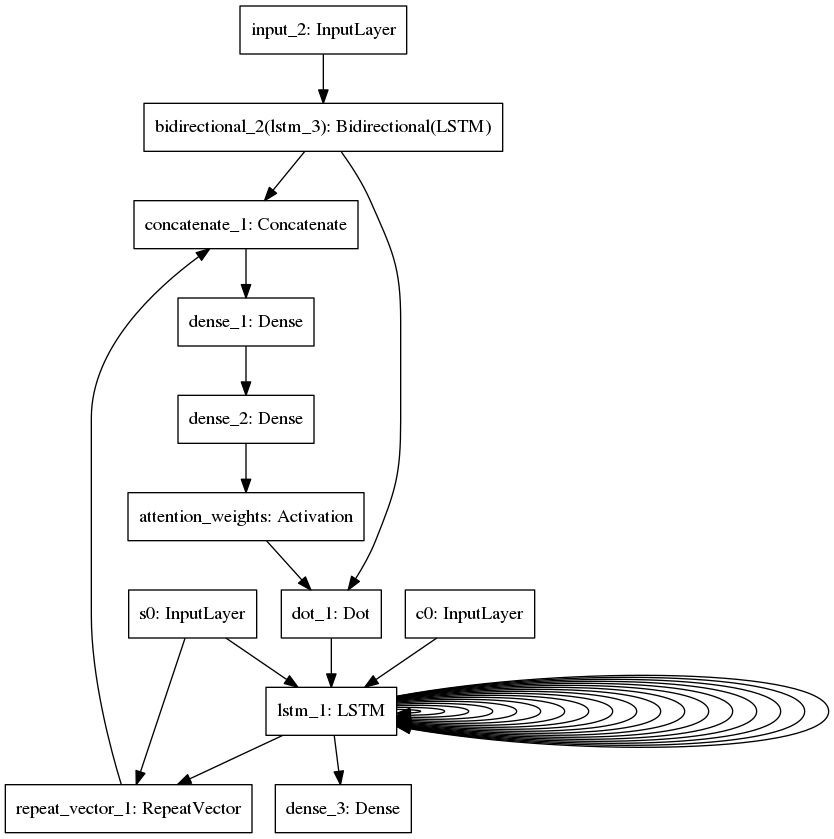 input_2: InputLayer
bidirectional_2(lstm_3): Bidirectional(LSTM)
concatenate_1: Concatenate
dense_1: Dense
dense_2: Dense
attention_weights: Activation
s0: InputLayer
dot_1: Dot
c0: InputLayer
lstm_1: LSTM
repeat_vector_1: RepeatVector
dense_3: Dense